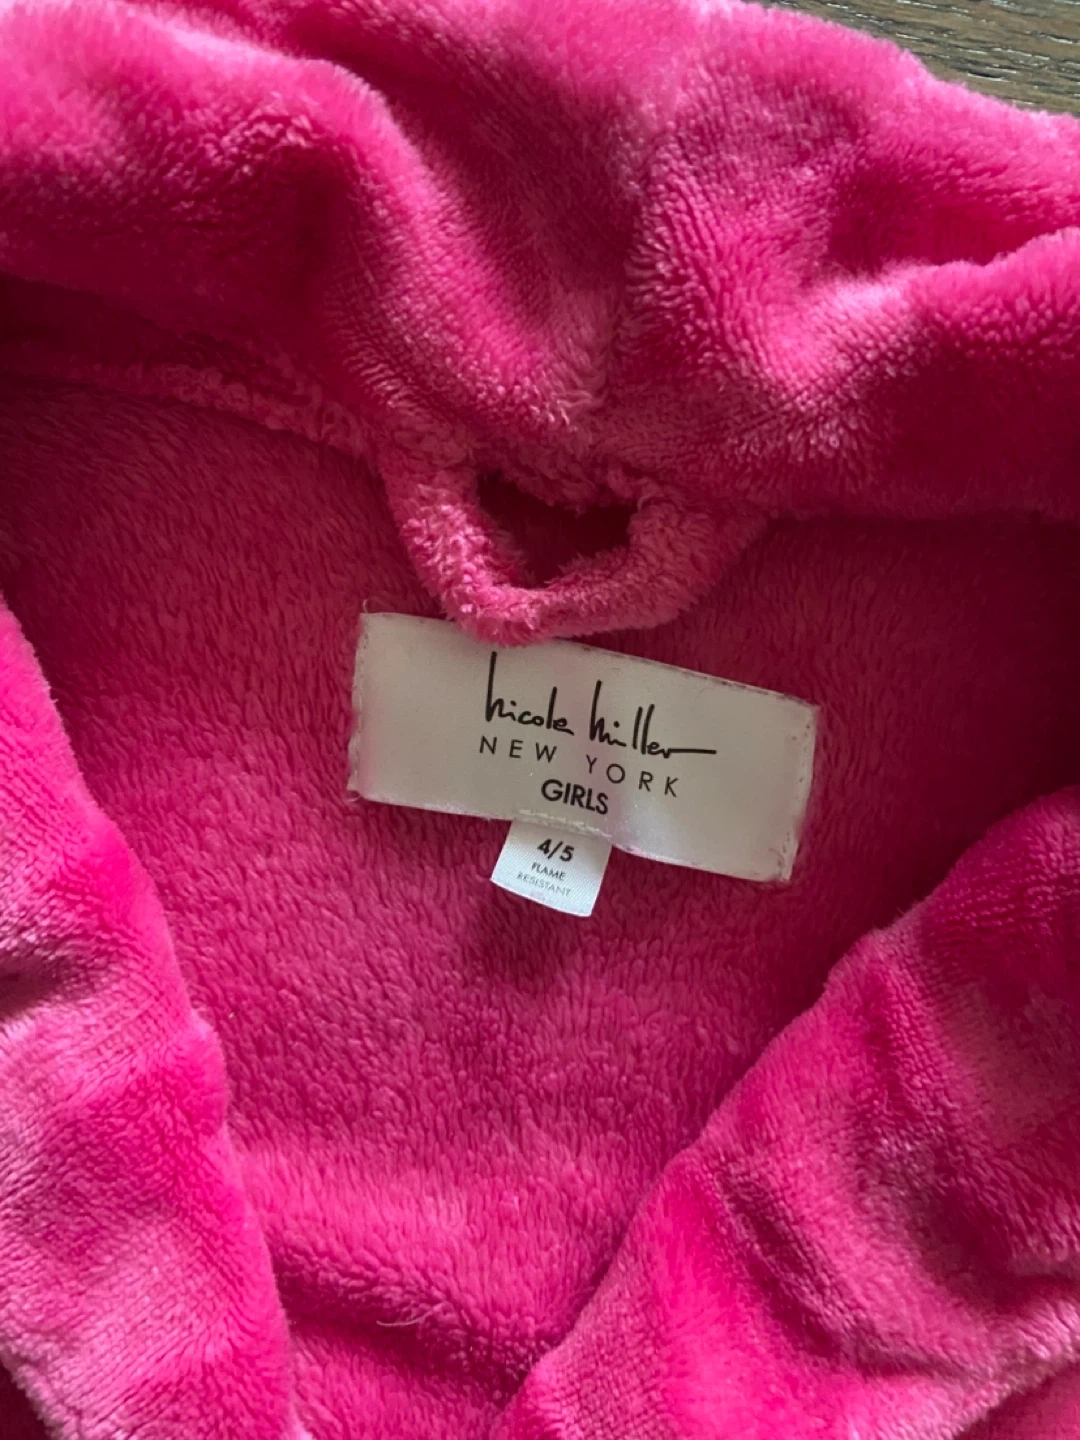 nicole miller
NEW YORK
GIRLS
4/5
FLAME
RESISTANT